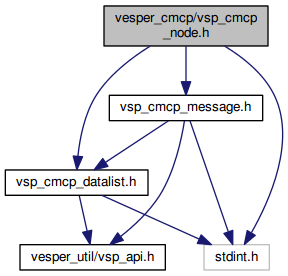 vesper_cmcp/vsp_cmcp
_node.h
vsp_cmcp_message.h
vsp_cmcp_datalist.h
vesper_util/vsp_api.h
stdint.h